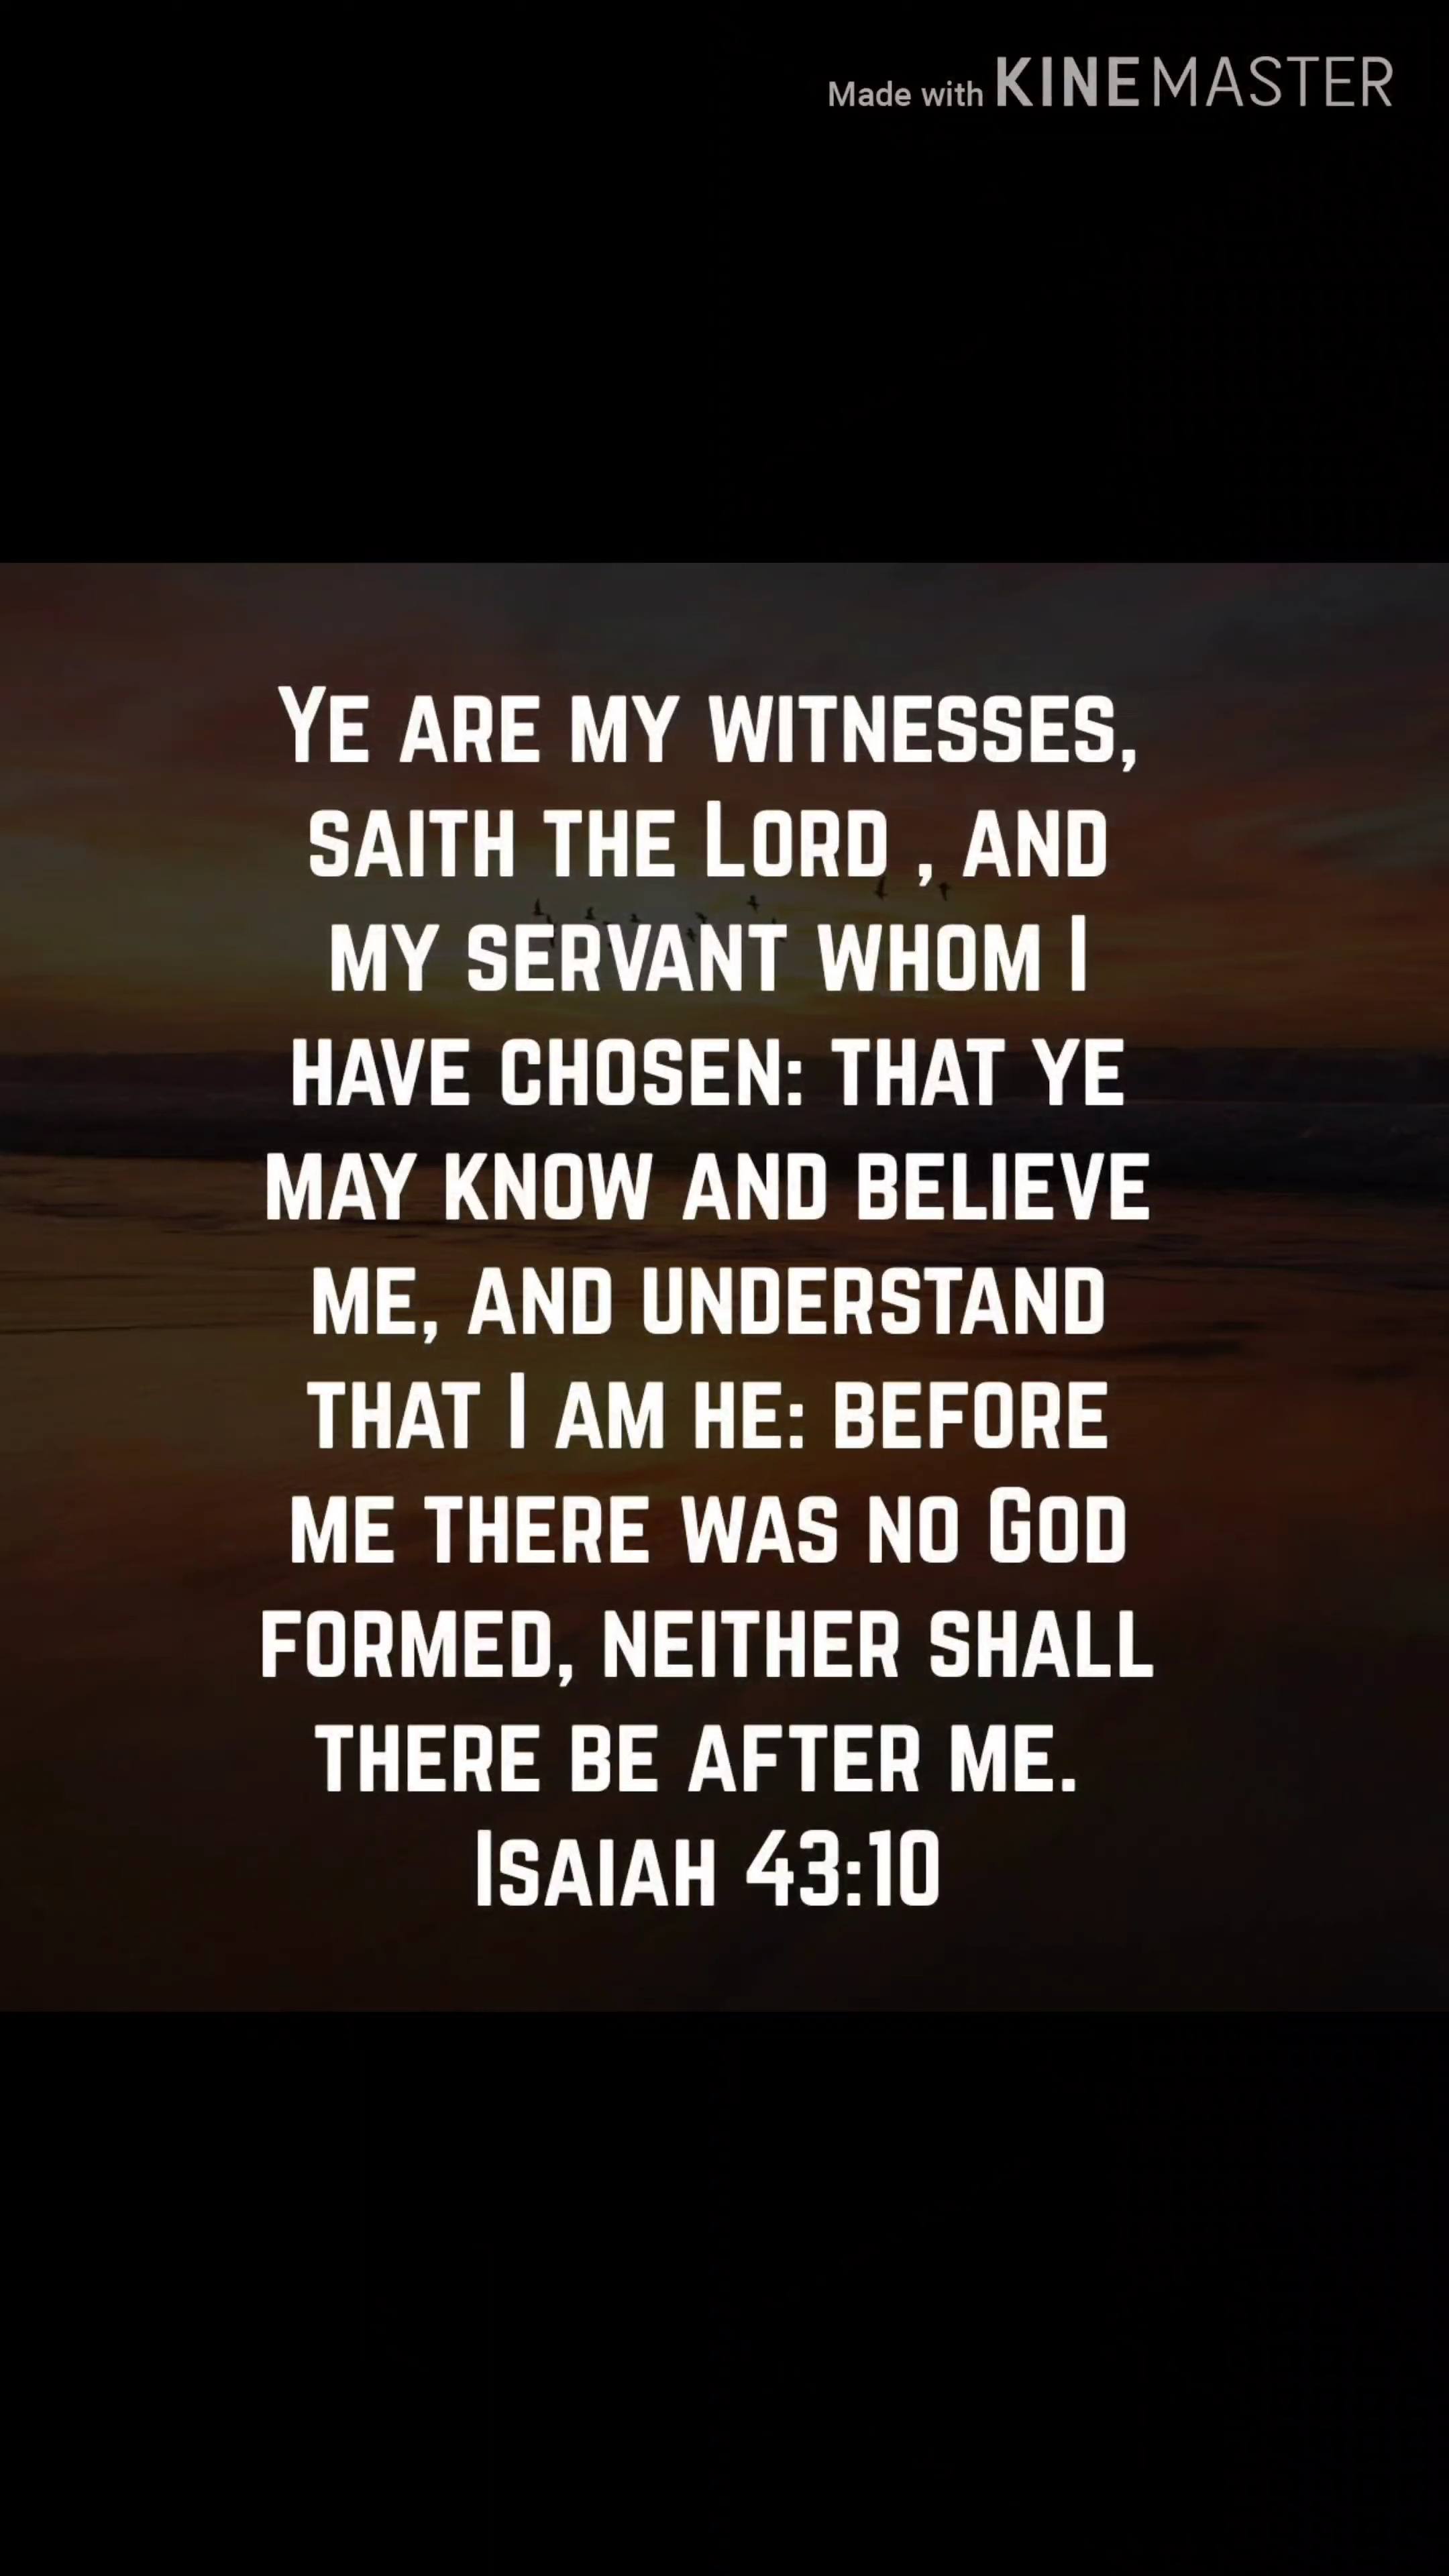 Made with KINEMASTER
Ye are my witnesses,
saith the Lord , and
my servant whom I
have chosen: that ye
may know and believe
me, and understand
that I am he: before
me there was no God
formed, neither shall
there be after me.
Isaiah 43:10